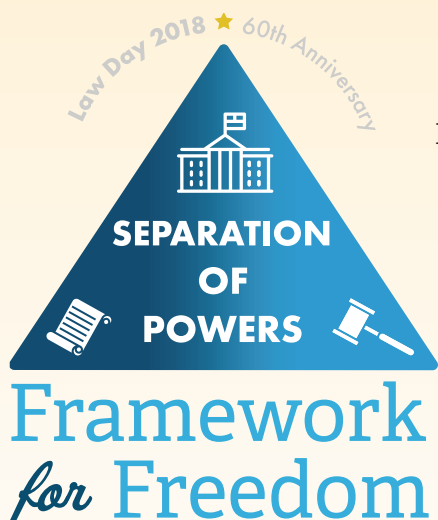 Law Day 2018 ★ 60th Anniversary
SEPARATION
OF
POWERS
Framework
for Freedom